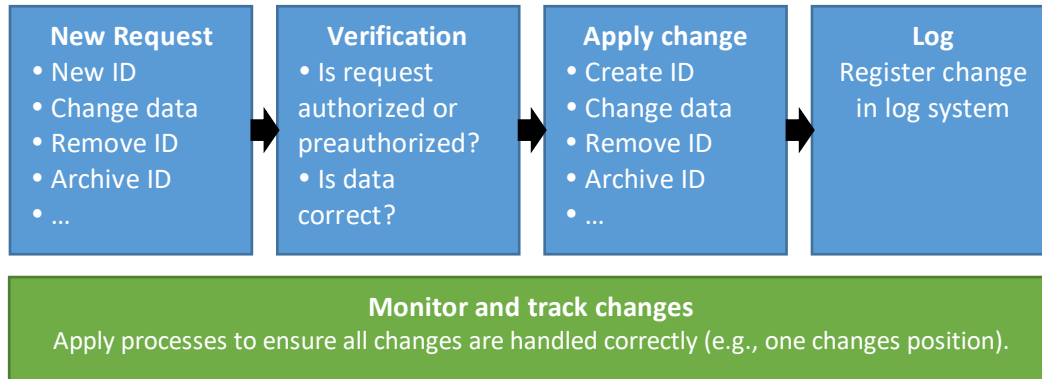 New Request
• New ID
• Change data
• Remove ID
• Archive ID
• ...
Verification
• Is request
authorized or
preauthorized?
• Is data
correct?
Apply change
• Create ID
• Change data
• Remove ID
• Archive ID
• ...
Log
Register change
in log system
Monitor and track changes
Apply processes to ensure all changes are handled correctly (e.g., one changes position).